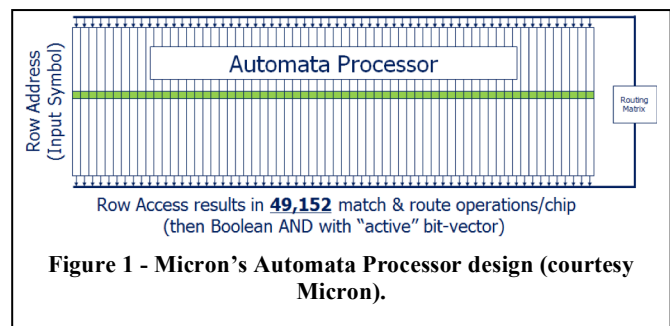 Automata Processor
Row Address
(Input Symbol)
Routing
Matrix
Row Access results in 49,152 match & route operations/chip
(then Boolean AND with “active” bit-vector)
Figure 1 - Micron’s Automata Processor design (courtesy
Micron).